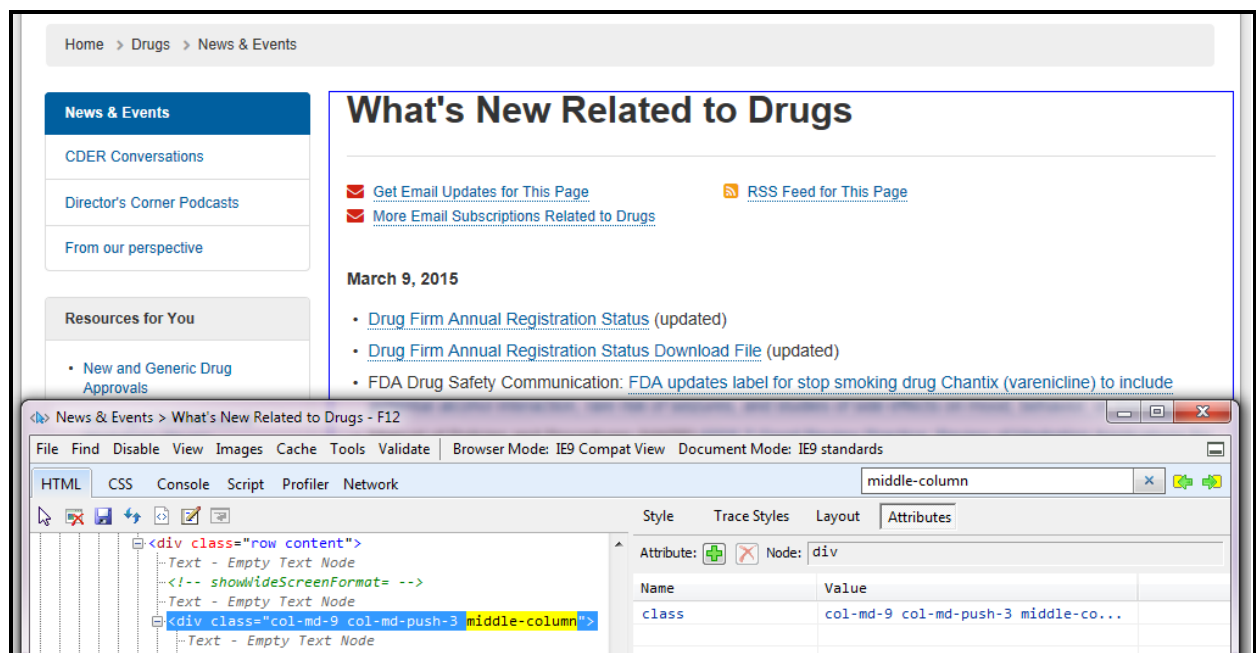 Home > Drugs > News & Events
News & Events
CDER Conversations
Director's Corner Podcasts
From our perspective
Resources for You
• New and Generic Drug
Approvals
What's New Related to Drugs
Get Email Updates for This Page
RSS Feed for This Page
More Email Subscriptions Related to Drugs
March 9, 2015
• Drug Firm Annual Registration Status (updated)
• Drug Firm Annual Registration Status Download File (updated)
• FDA Drug Safety Communication: FDA updates label for stop smoking drug Chantix (varenicline) to include
News & Events > What's New Related to Drugs - F12
File Find Disable View Images Cache Tools Validate Browser Mode: IE9 Compat View Document Mode: IE9 standards
HTML CSS Console Script Profiler Network middle-column
Style Trace Styles Layout Attributes
<div class="row content">
Text - Empty Text Node
<!-- showWideScreenFormat= -->
Text - Empty Text Node
<div class="col-md-9 col-md-push-3 middle-column">
Text - Empty Text Node
Attribute: Node: div
Name Value
class col-md-9 col-md-push-3 middle-co...